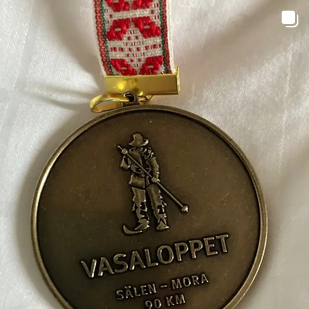 VASALOPPET
SÄLEN – MORA
90 KM